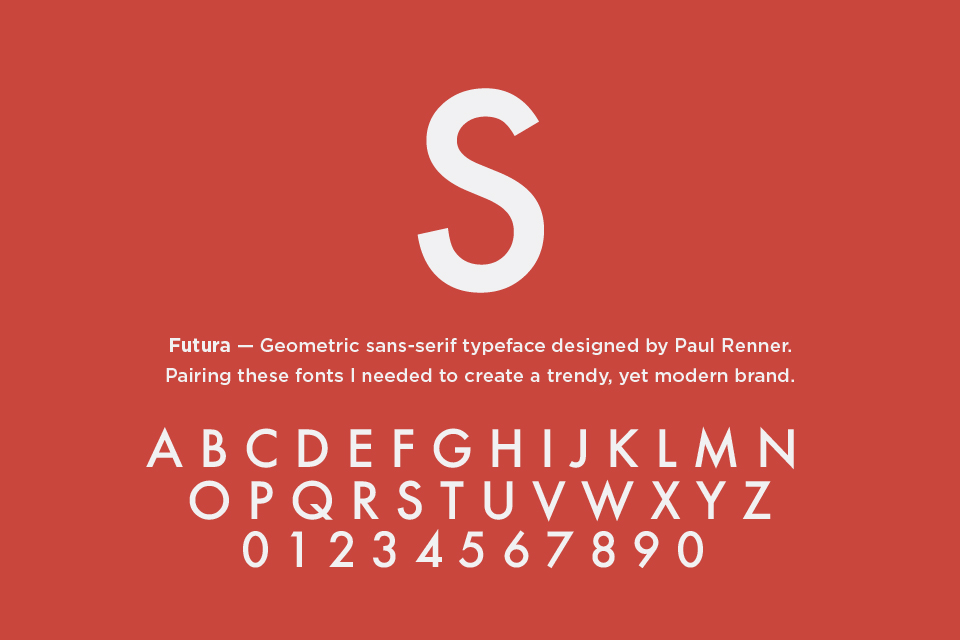 S
Futura — Geometric sans-serif typeface designed by Paul Renner.
Pairing these fonts I needed to create a trendy, yet modern brand.
A B C D E F G H I J K L M N
O P Q R S T U V W X Y Z
0 1 2 3 4 5 6 7 8 9 0